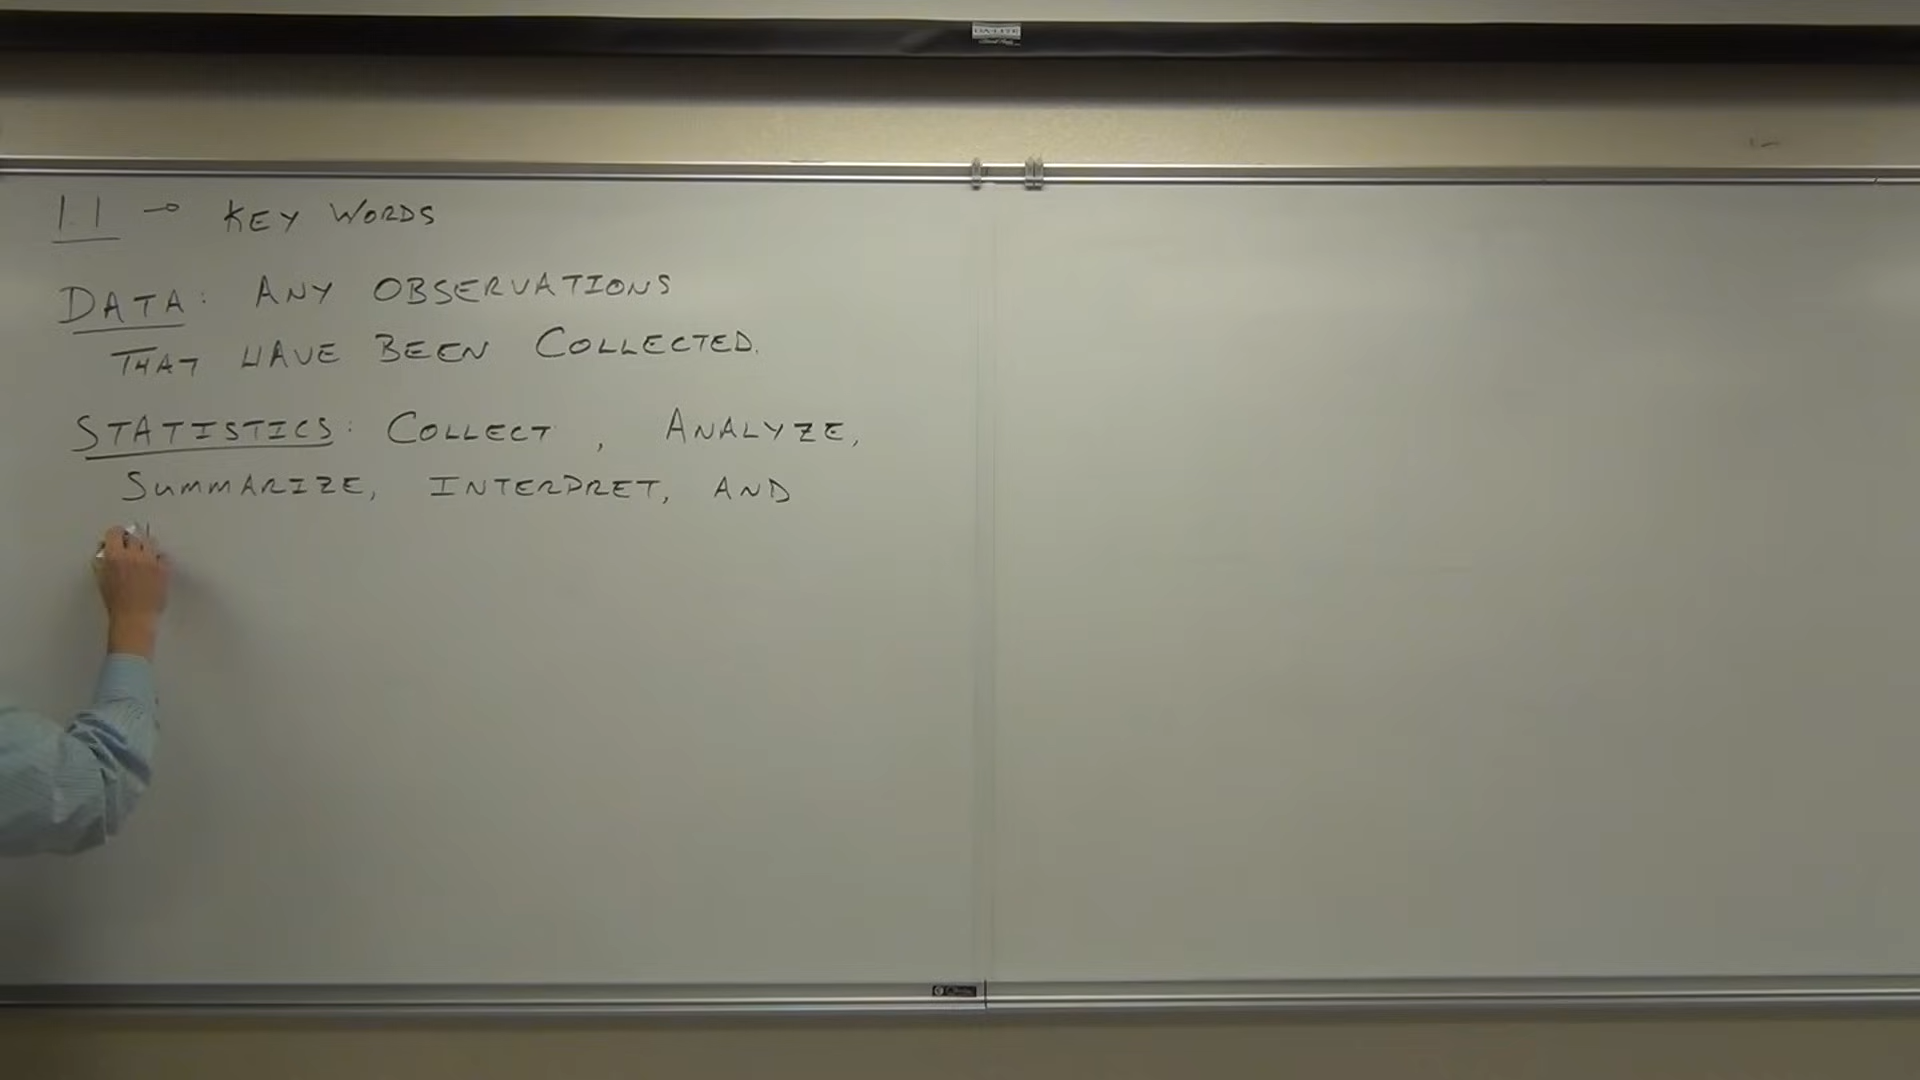 1.1 → KEY WORDS
DATA: ANY OBSERVATIONS
THAT HAVE BEEN COLLECTED.
STATISTICS: COLLECT , ANALYZE,
SUMMARIZE, INTERPRET, AND